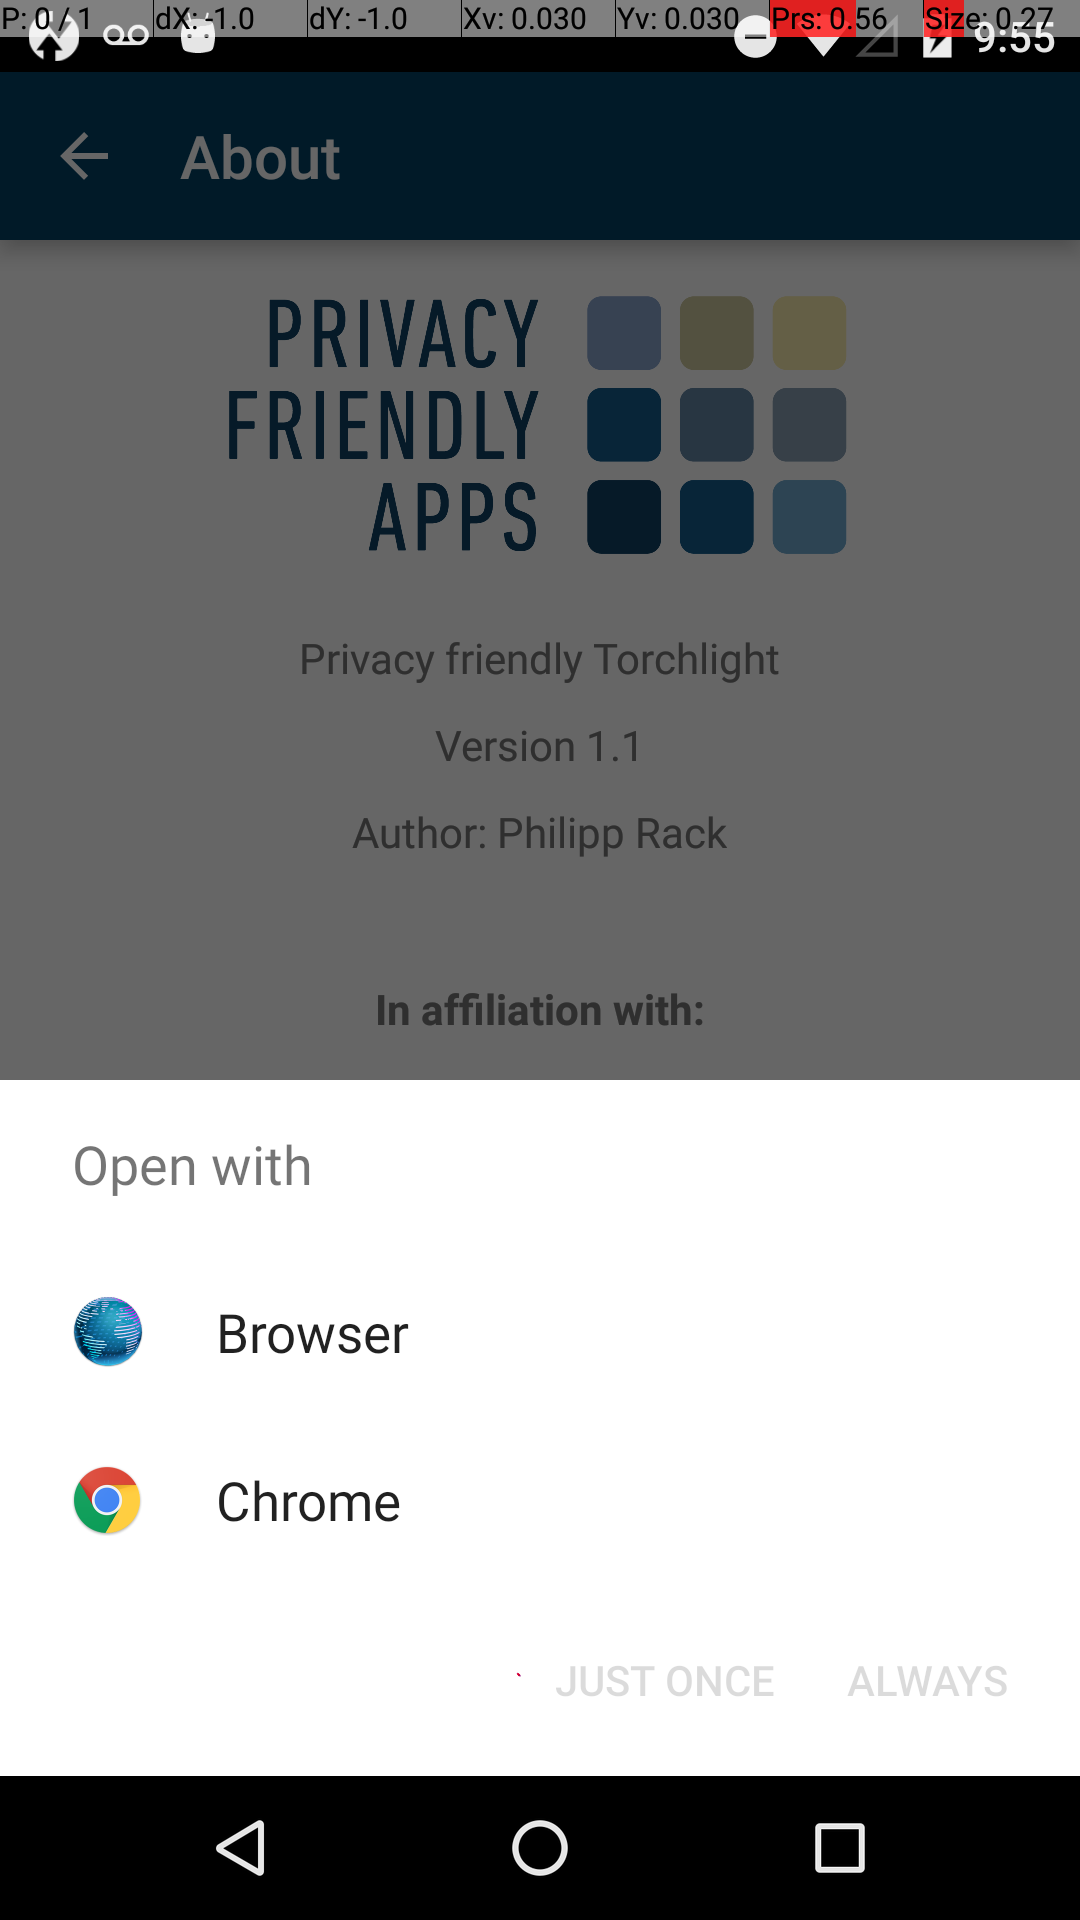 P: 0 / 1 dX: -1.0 dY: -1.0 Xv: 0.030 Yv: 0.030 Prs: 0.56 Size: 0.27
9:55
About
PRIVACY
FRIENDLY
APPS
Privacy friendly Torchlight
Version 1.1
Author: Philipp Rack
In affiliation with:
Open with
Browser
Chrome
JUST ONCE ALWAYS